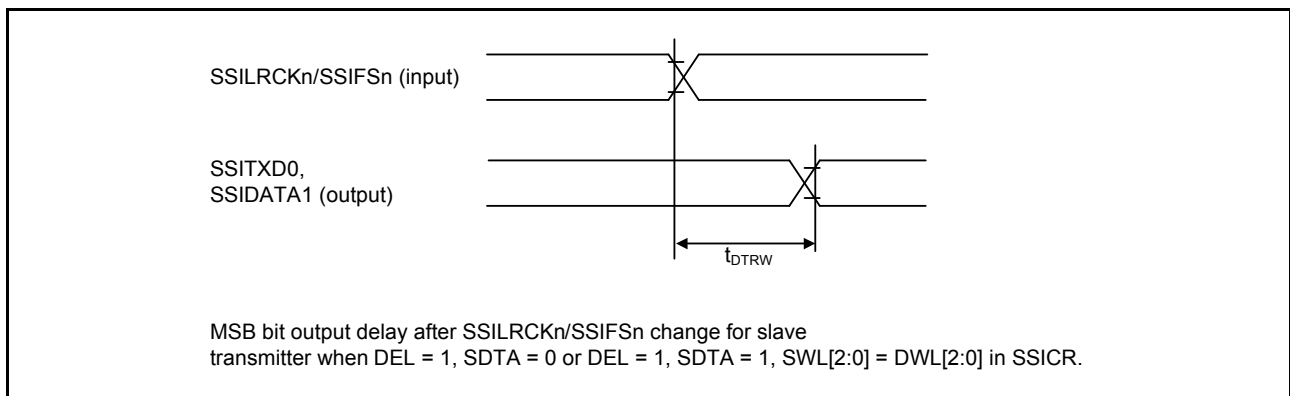 SSILRCKn/SSIFSn (input)
SSITXD0,
SSIDATA1 (output)
tDTRW
MSB bit output delay after SSILRCKn/SSIFSn change for slave
transmitter when DEL = 1, SDTA = 0 or DEL = 1, SDTA = 1, SWL[2:0] = DWL[2:0] in SSICR.